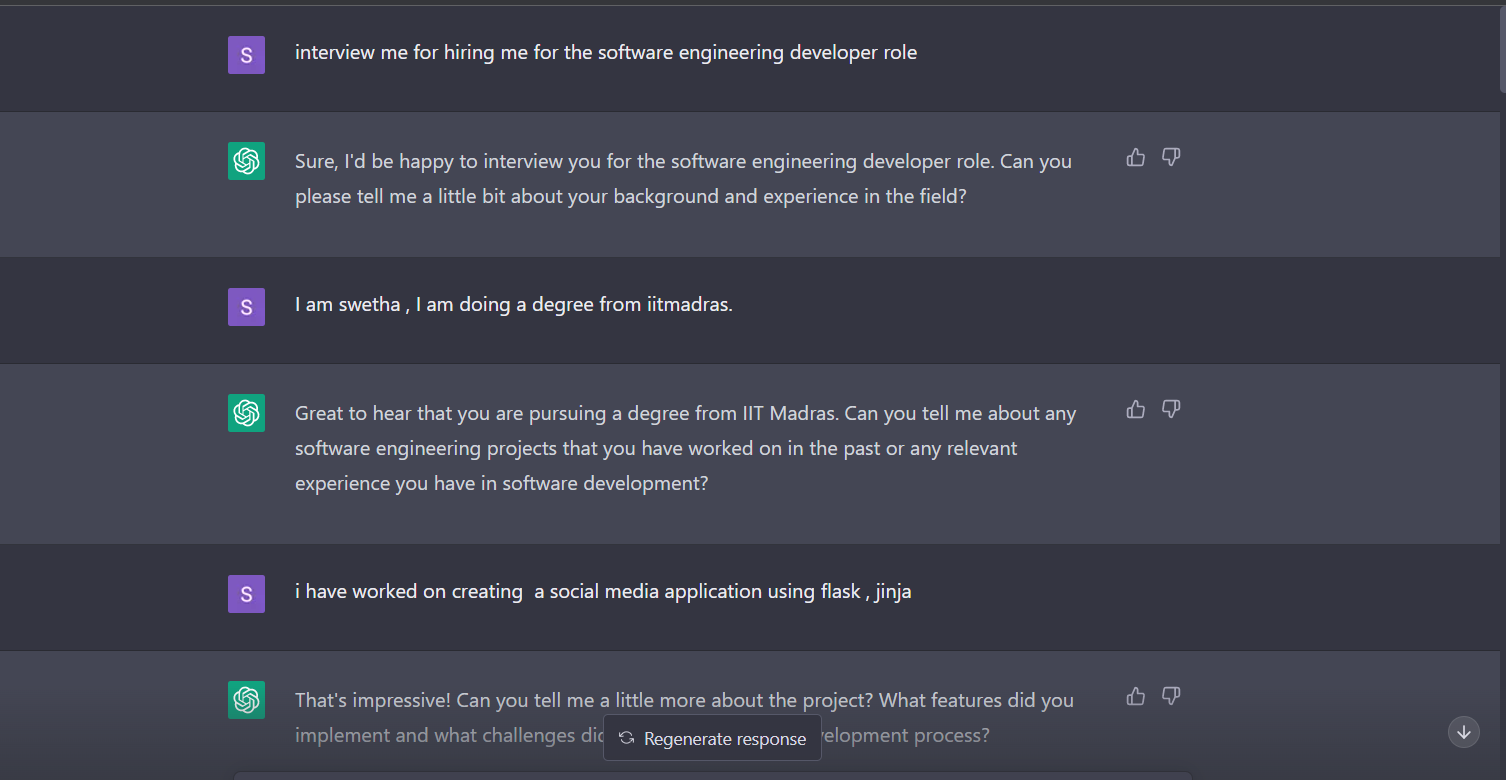 S
interview me for hiring me for the software engineering developer role
Sure, I'd be happy to interview you for the software engineering developer role. Can you
please tell me a little bit about your background and experience in the field?
S
I am swetha , I am doing a degree from iitmadras.
Great to hear that you are pursuing a degree from IIT Madras. Can you tell me about any
software engineering projects that you have worked on in the past or any relevant
experience you have in software development?
S
i have worked on creating  a social media application using flask , jinja
That's impressive! Can you tell me a little more about the project? What features did you
implement and what challenges elopment process?
Regenerate response